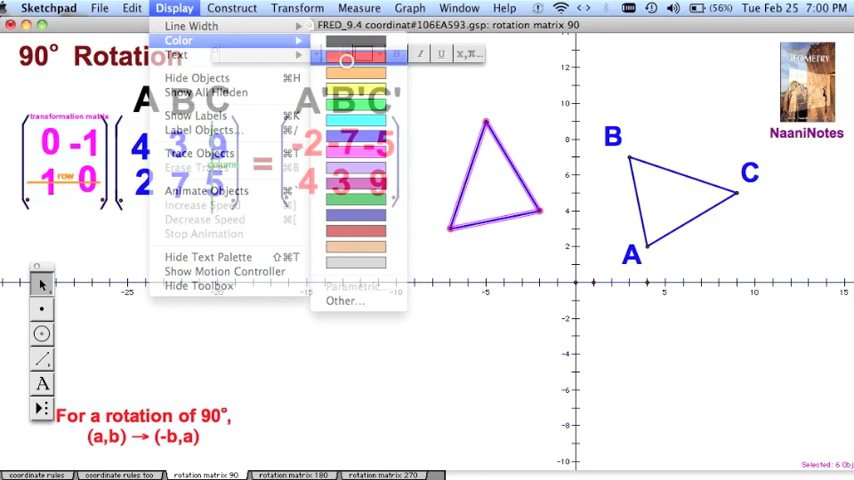 Sketchpad File Edit Display Construct Transform Measure Graph Window Help (56%) Tue Feb 25 7:00 PM
FRED_9.4 coordinat#106EA593.gsp: rotation matrix 90
90° Rotation
Line Width
Color
Text
Hide Objects ⌘H
Show All Hidden
Show Labels ⌘K
Label Objects... ⌘/
Trace Objects ⌘T
Erase Traces
Animate Objects
Increase Speed ⌘]
Decrease Speed ⌘[
Stop Animation
Hide Text Palette ⇧⌘T
Show Motion Controller
Hide Toolbox
Parametric...
Other...
B I U x,π...
A B C A' B' C'
transformation matrix
0 -1 4 3 9 = -2 -7 -5
row
1 0 2 7 5 4 3 9
NaaniNotes
B
C
A
12
10
8
6
4
2
-25 -20 -15 -10 -5 5 10 15
-2
-4
-6
-8
-10
A
For a rotation of 90°,
(a,b) → (-b,a)
Selected: 6 Obj
coordinate rules coordinate rules too rotation matrix 90 rotation matrix 180 rotation matrix 270